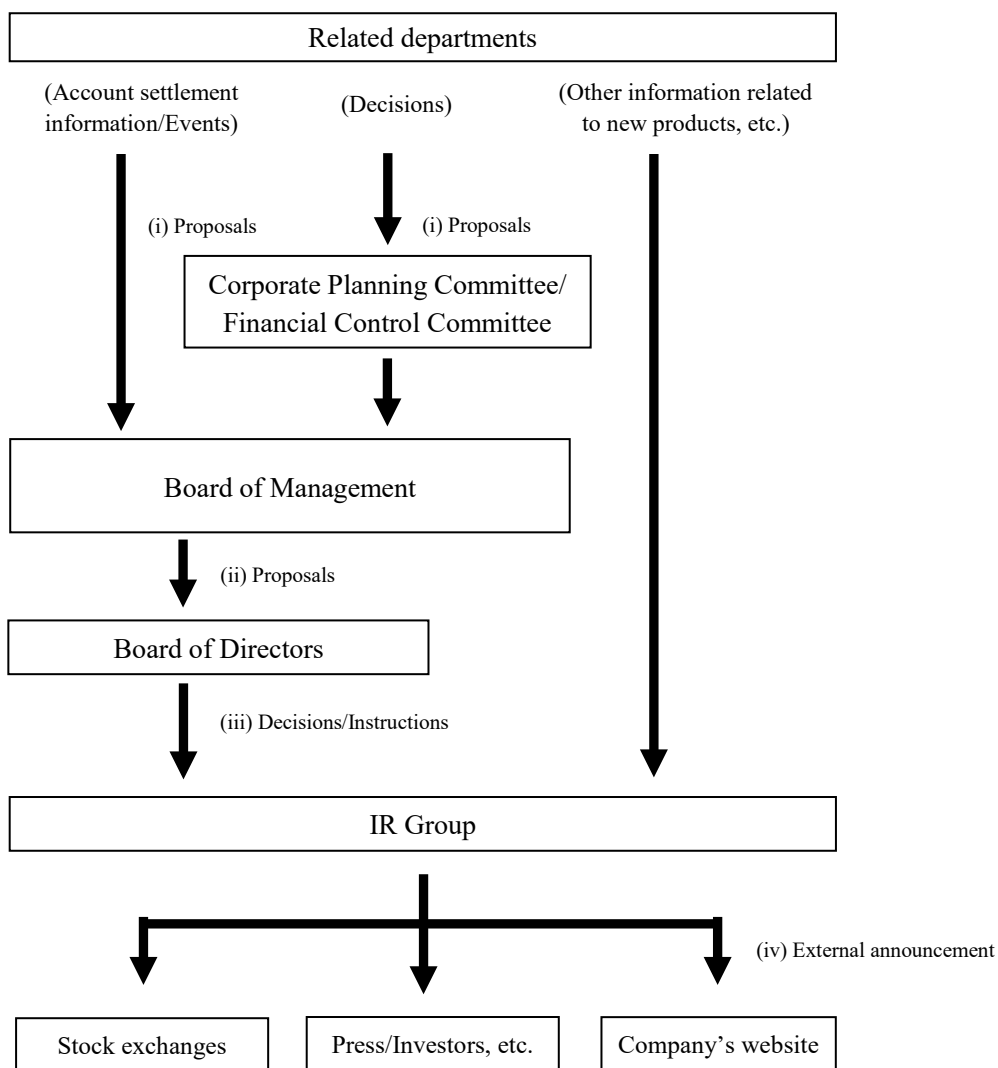 Related departments
(Account settlement
information/Events)
(Decisions)
(Other information related
to new products, etc.)
(i) Proposals
(i) Proposals
Corporate Planning Committee/
Financial Control Committee
Board of Management
(ii) Proposals
Board of Directors
(iii) Decisions/Instructions
IR Group
(iv) External announcement
Stock exchanges
Press/Investors, etc.
Company’s website